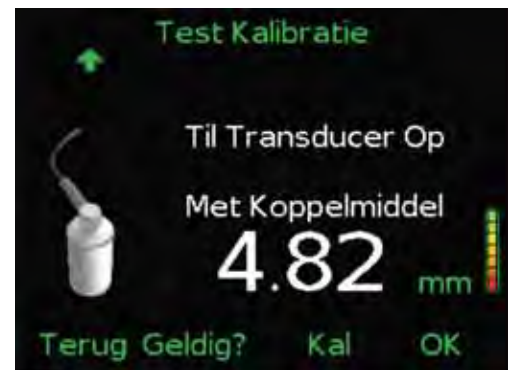 Test Kalibratie
Til Transducer Op
Met Koppelmiddel
4.82 mm
Terug Geldig? Kal OK